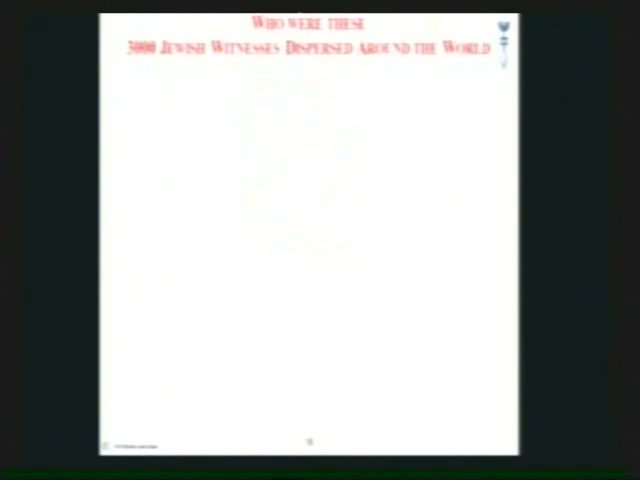 WHO WERE THESE
3000 JEWISH WITNESSES DISPERSED AROUND THE WORLD